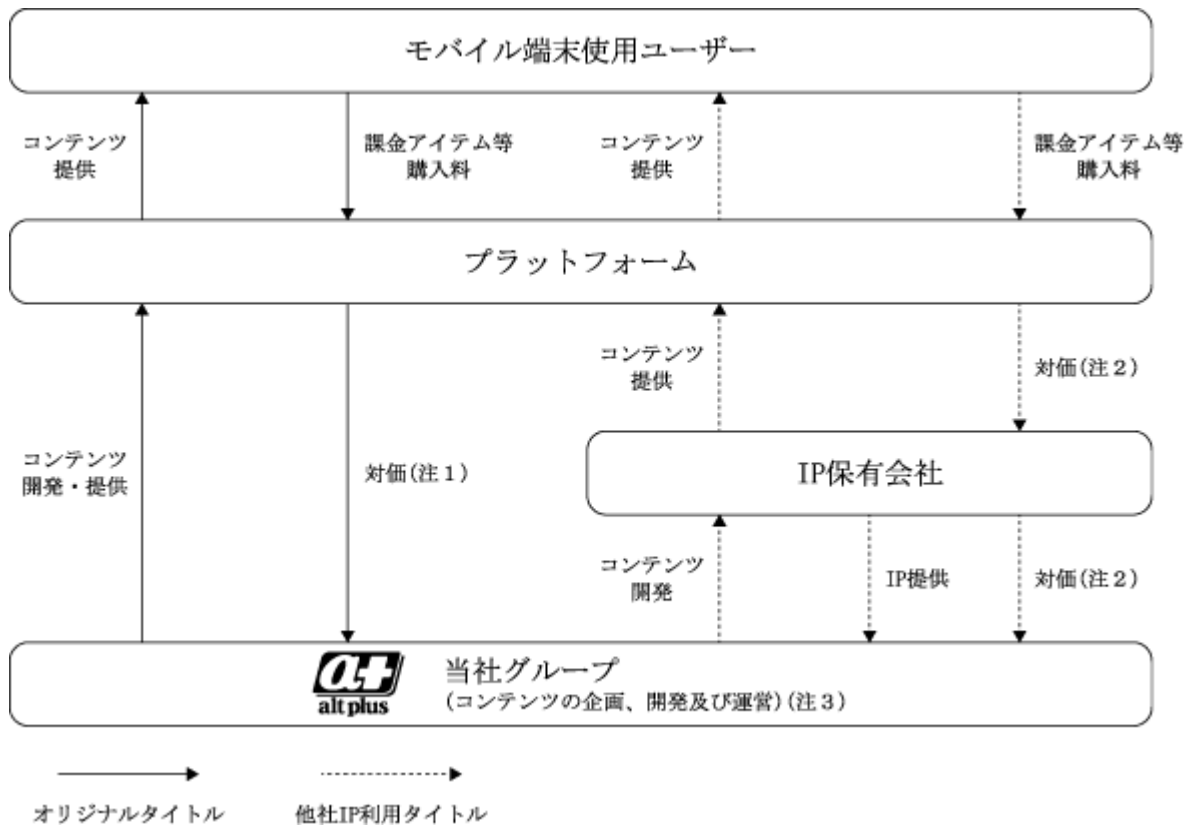 モバイル端末使用ユーザー
コンテンツ
提供
課金アイテム等
購入料
コンテンツ
提供
課金アイテム等
購入料
プラットフォーム
コンテンツ
開発・提供
対価(注１)
コンテンツ
提供
対価(注２)
IP保有会社
コンテンツ
開発
IP提供
対価(注２)
a+
alt plus
当社グループ
(コンテンツの企画、開発及び運営)(注３)
オリジナルタイトル
他社IP利用タイトル